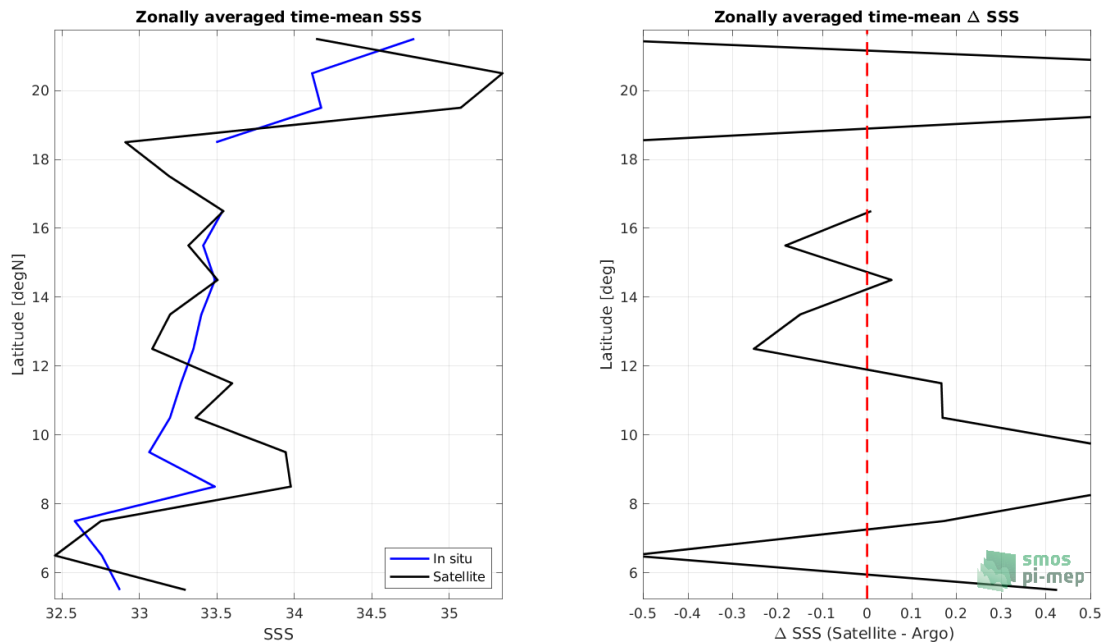 Zonally averaged time-mean SSS
Latitude [degN]
20
18
16
14
12
10
8
6
32.5 33 33.5 34 34.5 35
SSS
In situ
Satellite
Zonally averaged time-mean Δ SSS
Latitude [deg]
20
18
16
14
12
10
8
6
-0.5 -0.4 -0.3 -0.2 -0.1 0 0.1 0.2 0.3 0.4 0.5
Δ SSS (Satellite - Argo)
smos
pi-mep